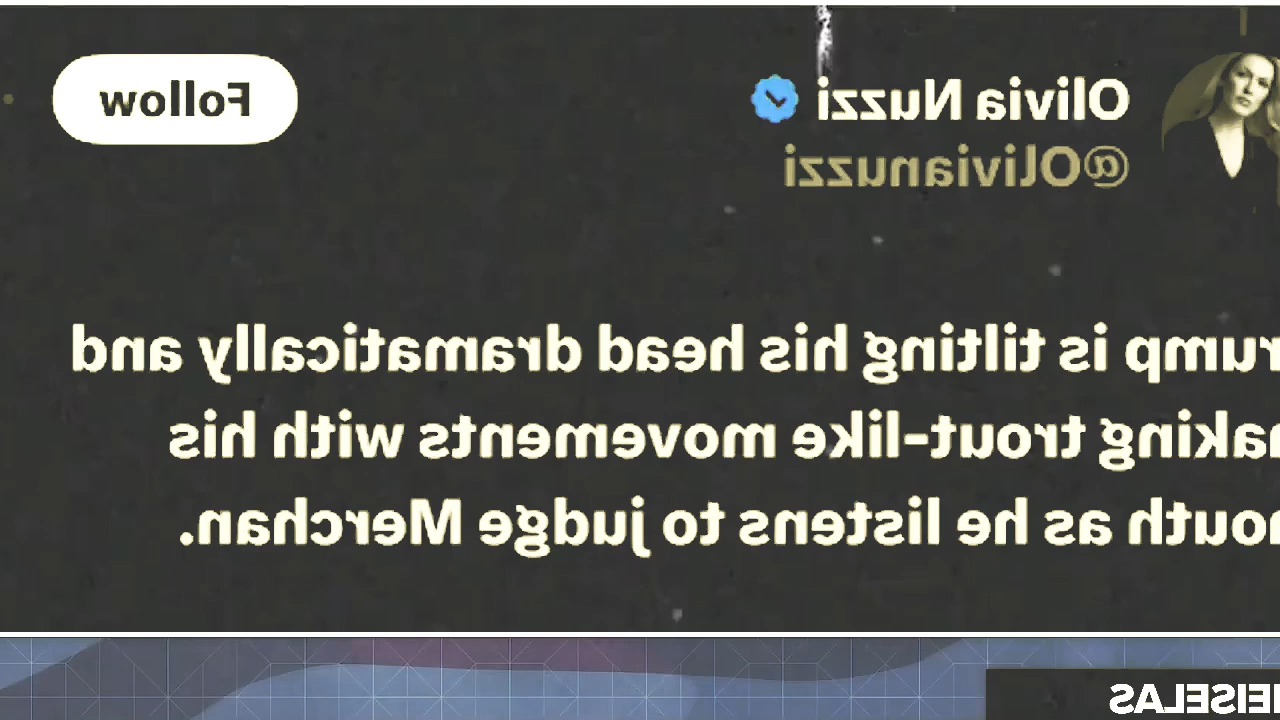 Olivia Nuzzi
Follow
@Olivianuzzi
rump is tilting his head dramatically and
aking trout-like movements with his
outh as he listens to judge Merchan.
EISELAS